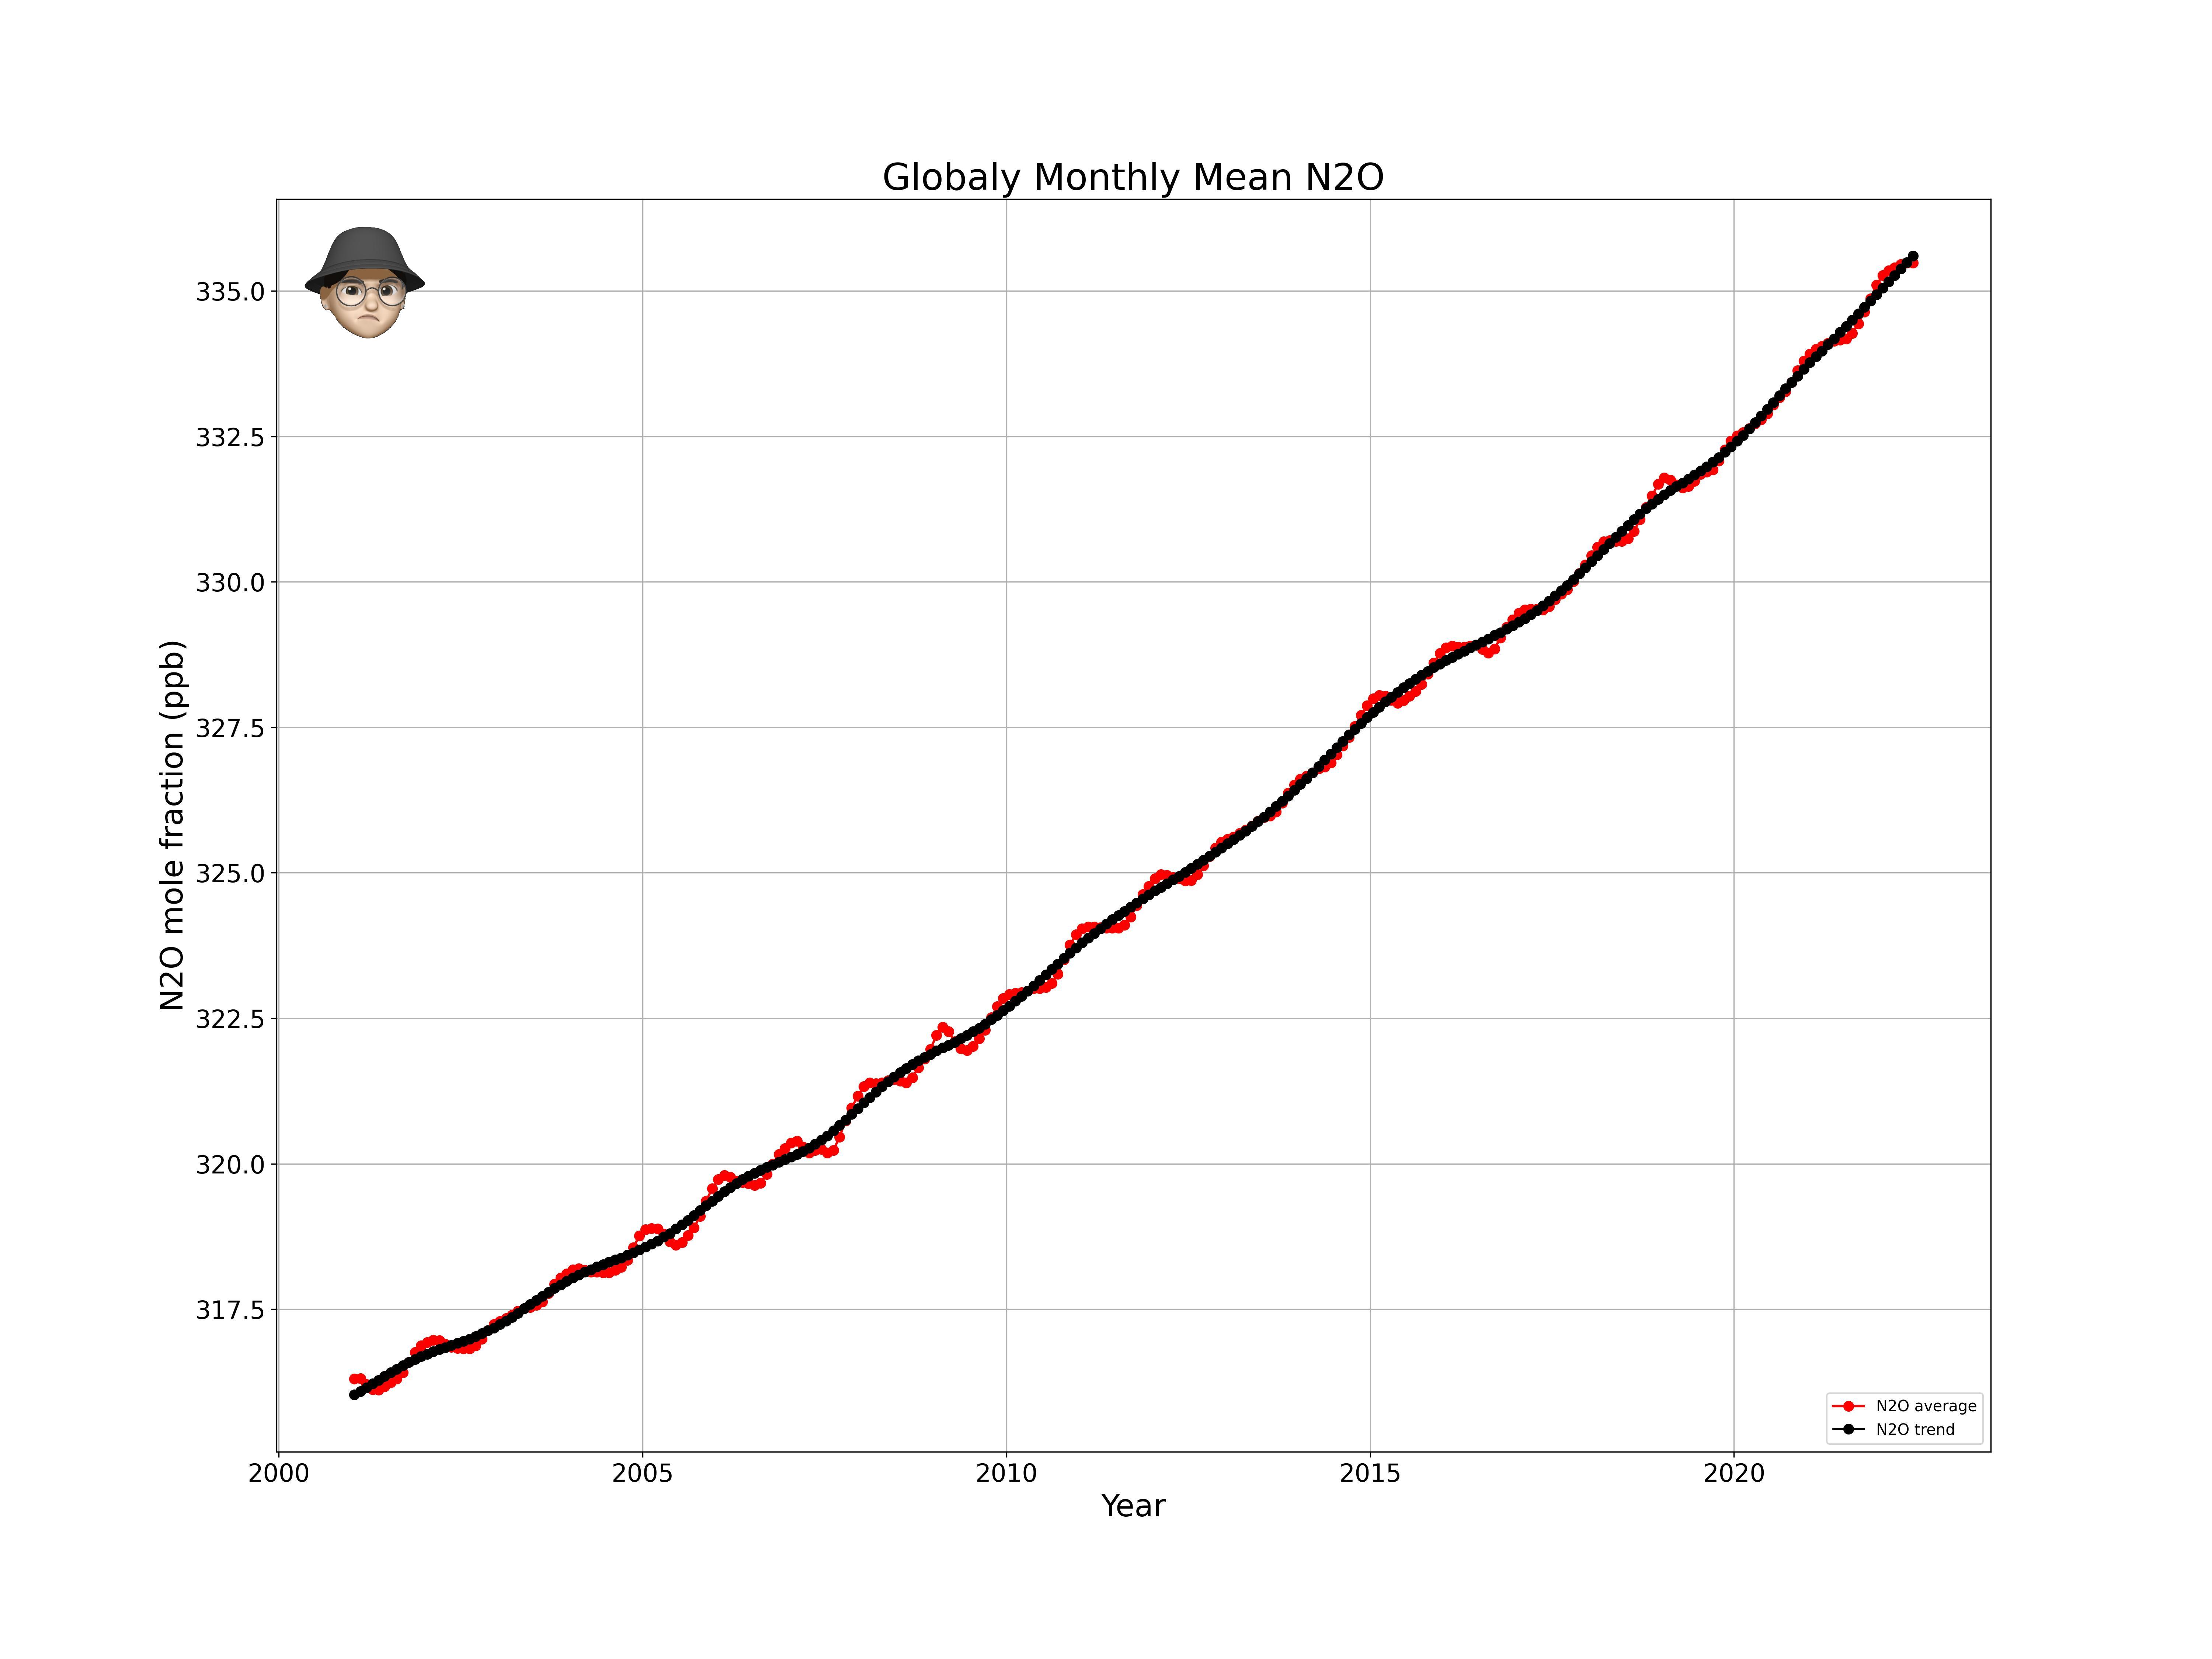 Globaly Monthly Mean N2O
N2O mole fraction (ppb)
335.0
332.5
330.0
327.5
325.0
322.5
320.0
317.5
2000 2005 2010 2015 2020
Year
N2O average
N2O trend